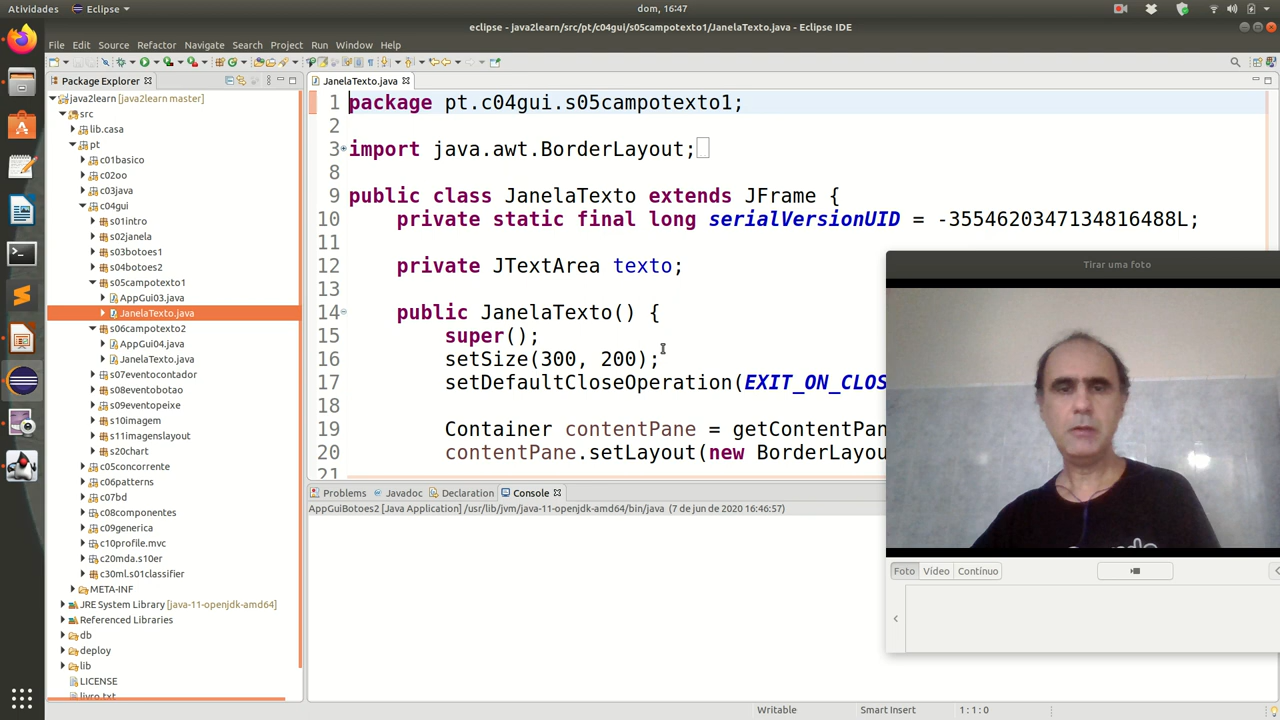 Atividades
Eclipse
dom, 16:47
eclipse - java2learn/src/pt/c04gui/s05campotexto1/JanelaTexto.java - Eclipse IDE
File Edit Source Refactor Navigate Search Project Run Window Help
Package Explorer
java2learn [java2learn master]
src
lib.casa
pt
c01basico
c02oo
c03java
c04gui
s01intro
s02janela
s03botoes1
s04botoes2
s05campotexto1
AppGui03.java
JanelaTexto.java
s06campotexto2
AppGui04.java
JanelaTexto.java
s07eventocontador
s08eventobotao
s09eventopeixe
s10imagem
s11imagenslayout
s20chart
c05concorrente
c06patterns
c07bd
c08componentes
c09generica
c10profile.mvc
c20mda.s10er
c30ml.s01classifier
META-INF
JRE System Library [java-11-openjdk-amd64]
Referenced Libraries
db
deploy
lib
LICENSE
livro.txt
JanelaTexto.java
1 package pt.c04gui.s05campotexto1;
2
3 import java.awt.BorderLayout;
8
9 public class JanelaTexto extends JFrame {
10 private static final long serialVersionUID = -3554620347134816488L;
11
12 private JTextArea texto;
13
14 public JanelaTexto() {
15 super();
16 setSize(300, 200);
17 setDefaultCloseOperation(EXIT_ON_CLOS
18
19 Container contentPane = getContentPan
20 contentPane.setLayout(new BorderLayou
21
Tirar uma foto
Foto Vídeo Contínuo
Problems Javadoc Declaration Console
AppGuiBotoes2 [Java Application] /usr/lib/jvm/java-11-openjdk-amd64/bin/java (7 de jun de 2020 16:46:57)
Writable Smart Insert 1 : 1 : 0